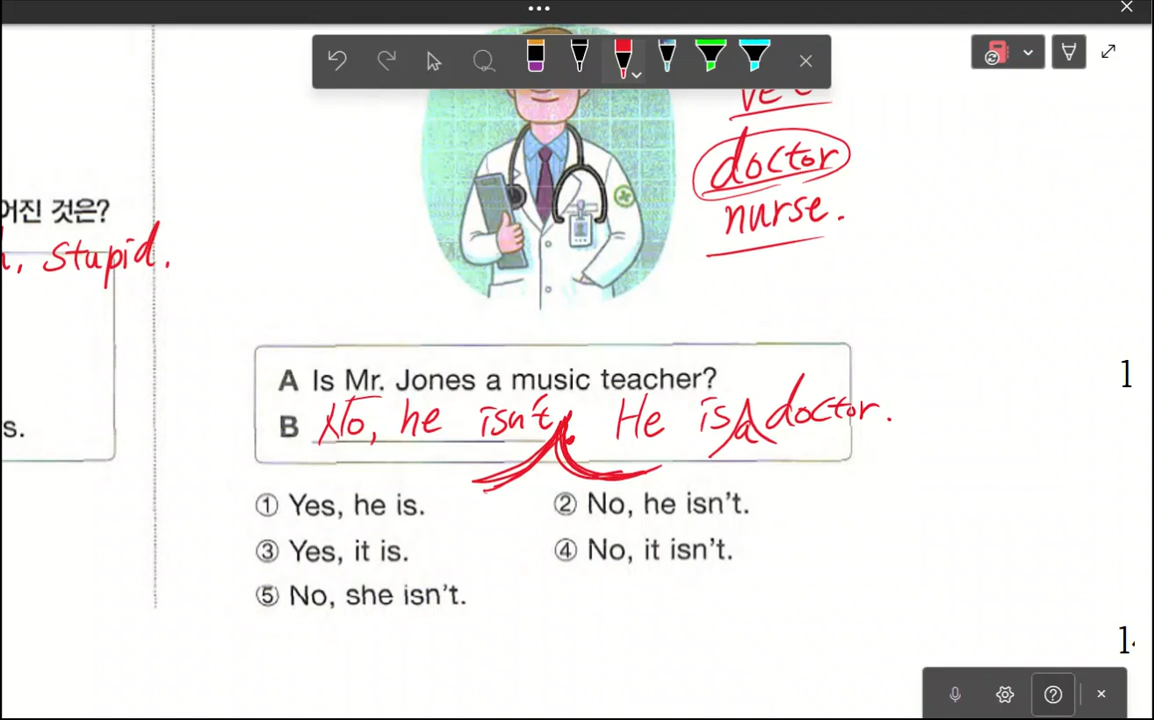 doctor
nurse.
어진 것은?
, stupid.
A Is Mr. Jones a music teacher?
B No, he isn't. He is a doctor.
s.
① Yes, he is. ② No, he isn't.
③ Yes, it is. ④ No, it isn't.
⑤ No, she isn't.
1